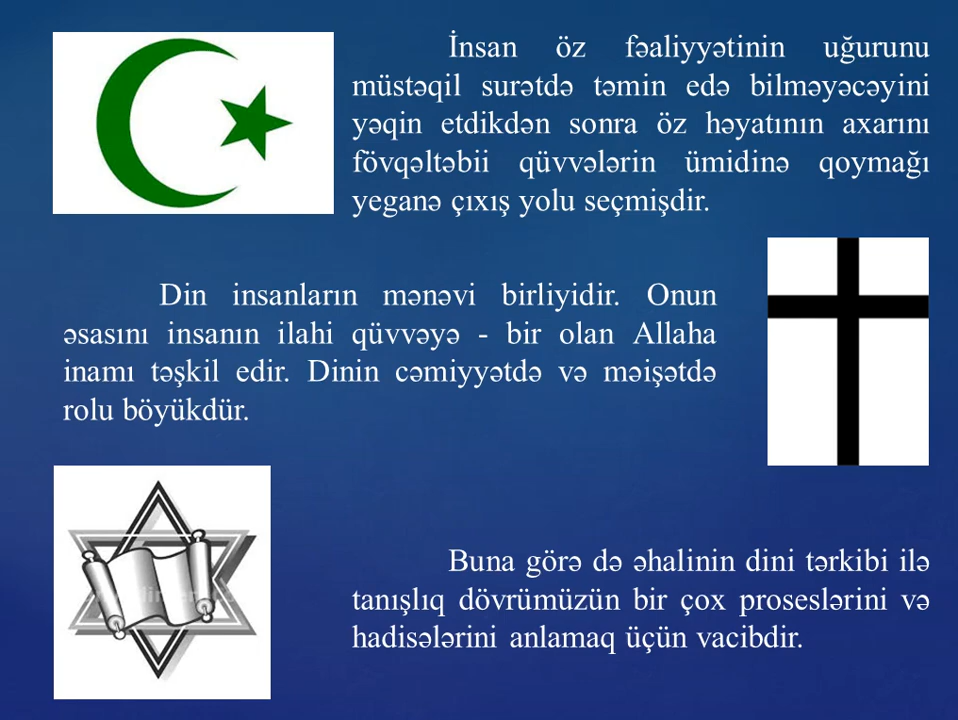 İnsan öz fəaliyyətinin uğurunu
müstəqil surətdə təmin edə bilməyəcəyini
yəqin etdikdən sonra öz həyatının axarını
fövqəltəbii qüvvələrin ümidinə qoymağı
yeganə çıxış yolu seçmişdir.
Din insanların mənəvi birliyidir. Onun
əsasını insanın ilahi qüvvəyə - bir olan Allaha
inamı təşkil edir. Dinin cəmiyyətdə və məişətdə
rolu böyükdür.
Buna görə də əhalinin dini tərkibi ilə
tanışlıq dövrümüzün bir çox proseslərini və
hadisələrini anlamaq üçün vacibdir.